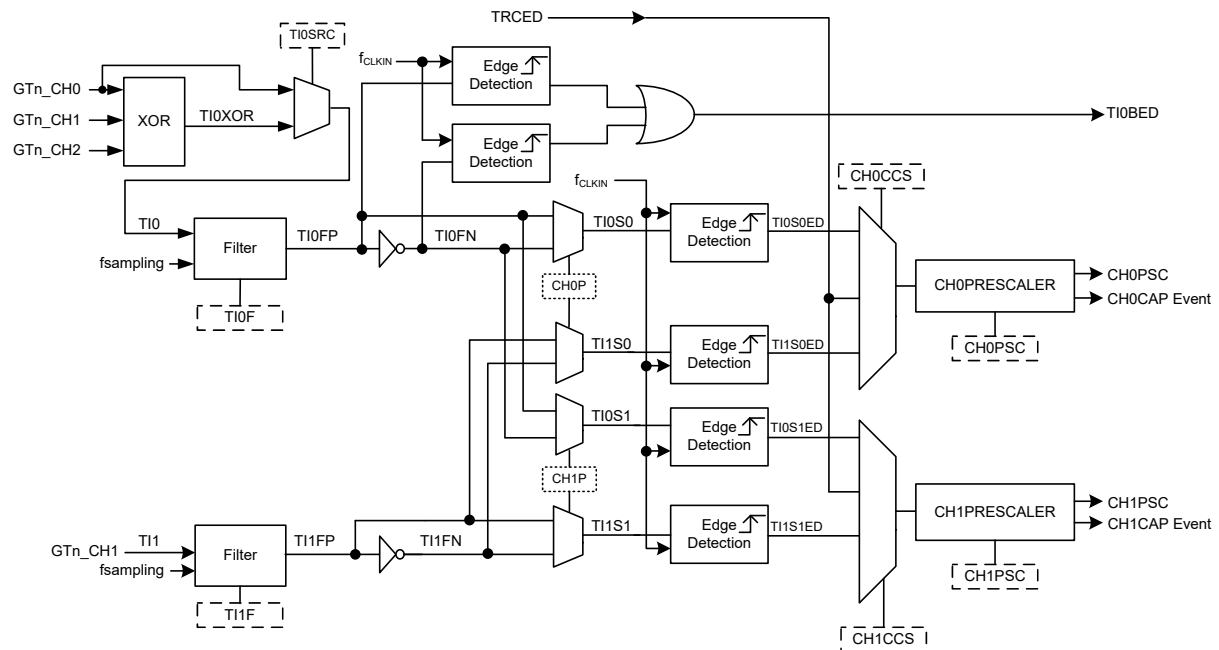 TRCED
TI0SRC
fCLKIN
Edge
Detection
GTn_CH0
XOR
TI0XOR
GTn_CH1
GTn_CH2
TI0BED
Edge
Detection
fCLKIN
CH0CCS
TI0
Filter
TI0FP
TI0FN
TI0S0
Edge
Detection
TI0S0ED
fsampling
CH0P
CH0PRESCALER
CH0PSC
CH0CAP Event
TI0F
TI1S0
Edge
Detection
TI1S0ED
CH0PSC
TI0S1
Edge
Detection
TI0S1ED
CH1P
CH1PRESCALER
CH1PSC
CH1CAP Event
GTn_CH1
TI1
Filter
TI1FP
TI1FN
TI1S1
Edge
Detection
TI1S1ED
fsampling
CH1PSC
TI1F
CH1CCS